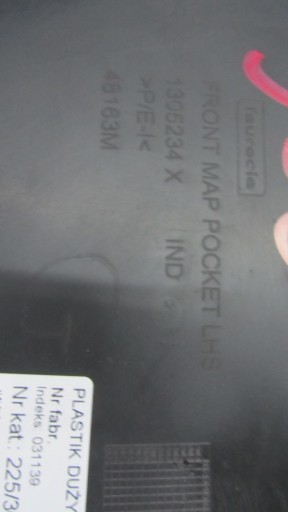 faurecia
FRONT MAP POCKET LHS
1305234 X IND
>P/E-I<
48163M
PLASTIK DUŻY
Nr fabr.
Indeks 031139
Nr kat.: 225/3